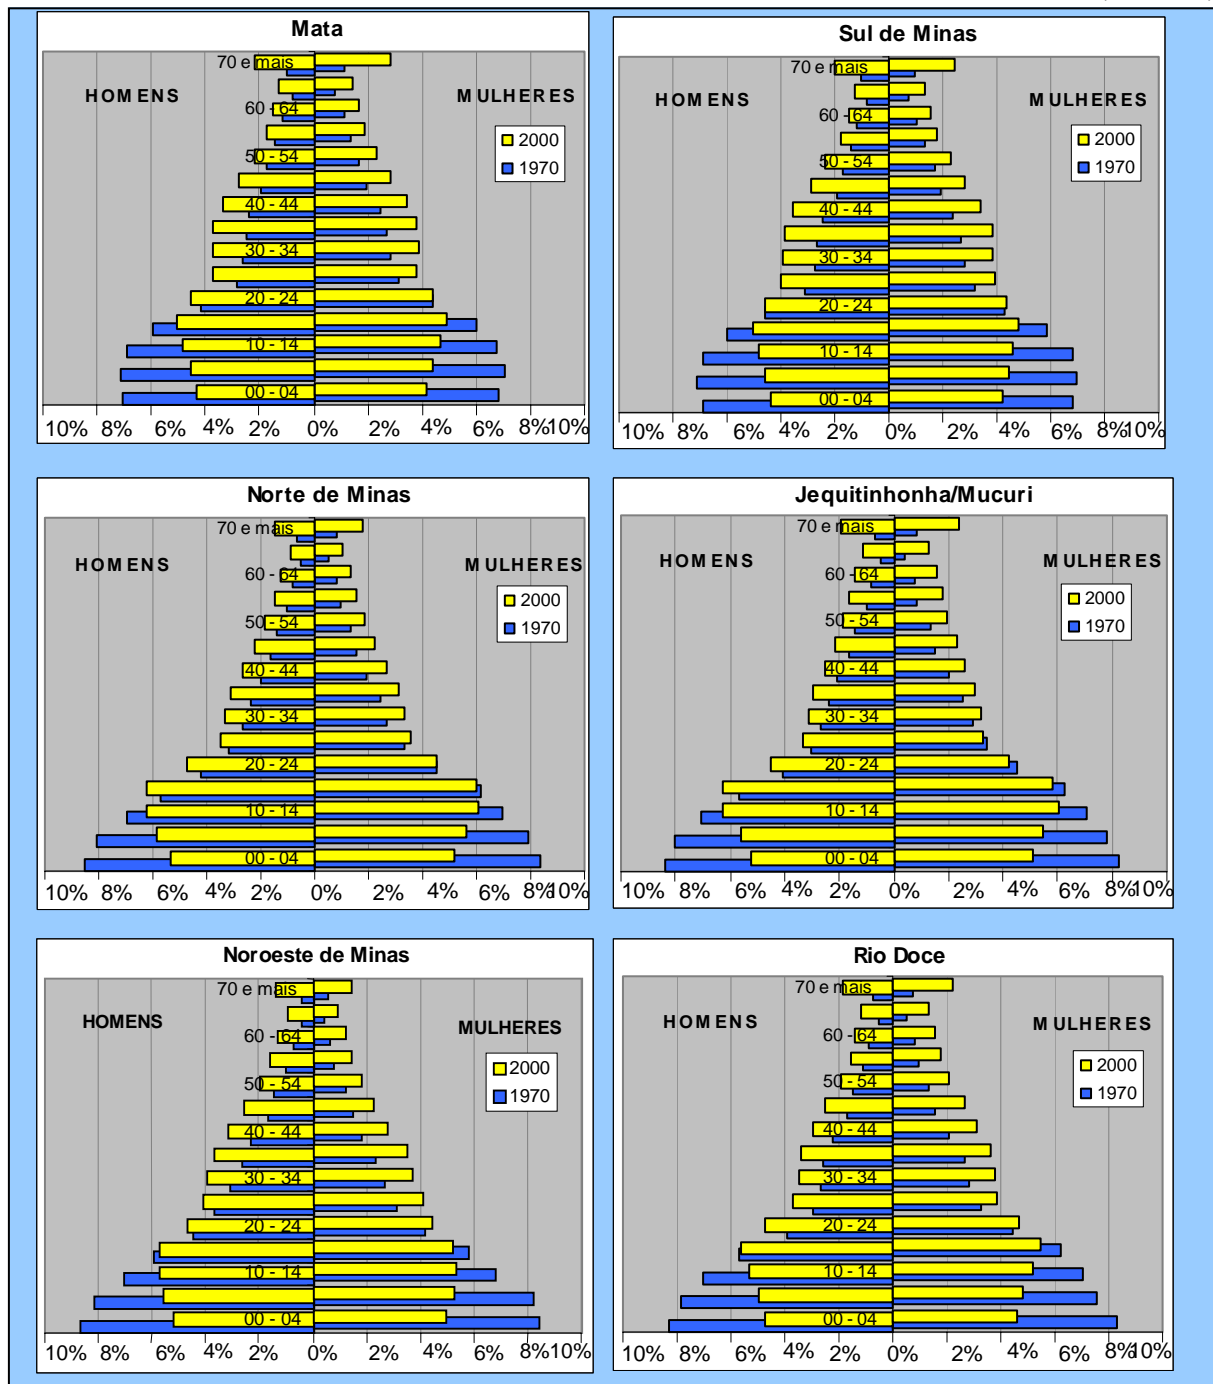 Mata
70 e mais
HOMENS
MULHERES
60 - 64
2000
1970
50 - 54
40 - 44
30 - 34
20 - 24
10 - 14
00 - 04
10% 8% 6% 4% 2% 0% 2% 4% 6% 8% 10%
Sul de Minas
70 e mais
HOMENS
MULHERES
60 - 64
2000
1970
50 - 54
40 - 44
30 - 34
20 - 24
10 - 14
00 - 04
10% 8% 6% 4% 2% 0% 2% 4% 6% 8% 10%
Norte de Minas
70 e mais
HOMENS
MULHERES
60 - 64
2000
1970
50 - 54
40 - 44
30 - 34
20 - 24
10 - 14
00 - 04
10% 8% 6% 4% 2% 0% 2% 4% 6% 8% 10%
Jequitinhonha/Mucuri
70 e mais
HOMENS
MULHERES
60 - 64
2000
1970
50 - 54
40 - 44
30 - 34
20 - 24
10 - 14
00 - 04
10% 8% 6% 4% 2% 0% 2% 4% 6% 8% 10%
Noroeste de Minas
70 e mais
HOMENS
MULHERES
60 - 64
2000
1970
50 - 54
40 - 44
30 - 34
20 - 24
10 - 14
00 - 04
10% 8% 6% 4% 2% 0% 2% 4% 6% 8% 10%
Rio Doce
70 e mais
HOMENS
MULHERES
60 - 64
2000
1970
50 - 54
40 - 44
30 - 34
20 - 24
10 - 14
00 - 04
10% 8% 6% 4% 2% 0% 2% 4% 6% 8% 10%